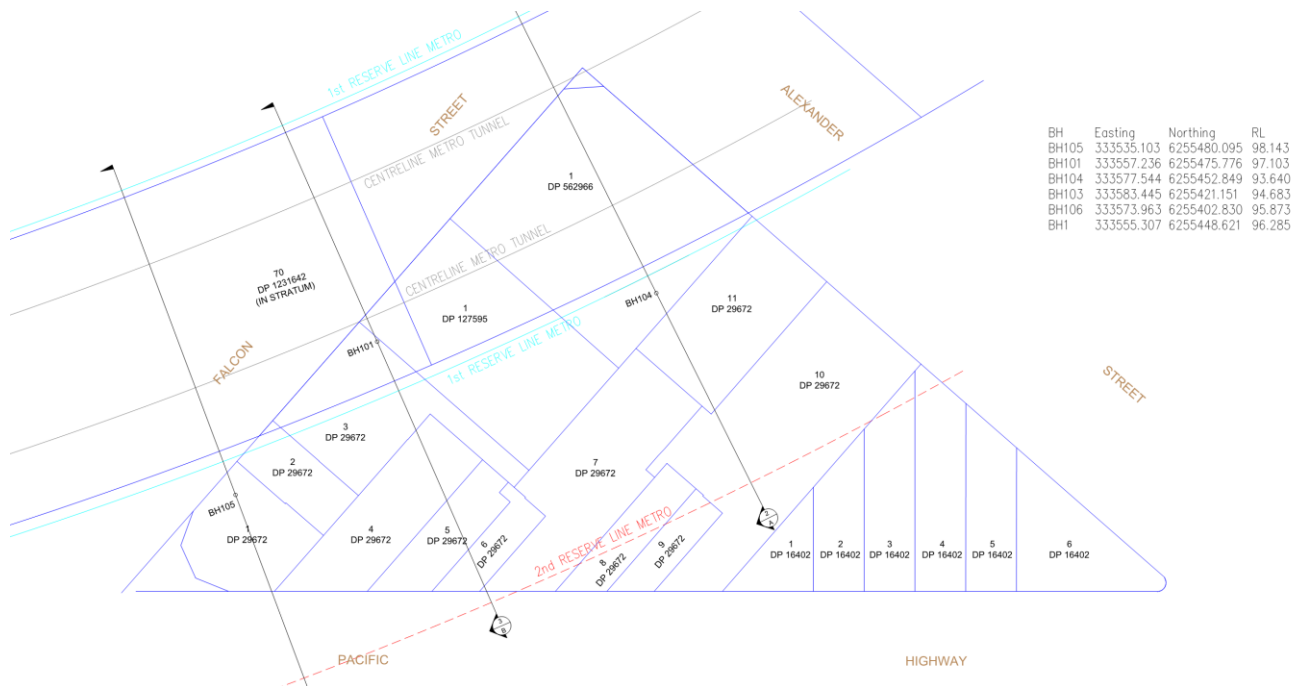 1st RESERVE LINE METRO
STREET
ALEXANDER
CENTRELINE METRO TUNNEL
1
DP 562966
BH Easting Northing RL
BH105 333535.103 6255480.095 98.143
BH101 333557.236 6255475.776 97.103
BH104 333577.544 6255452.849 93.640
BH103 333583.445 6255421.151 94.683
BH106 333573.963 6255402.830 95.873
BH1 333555.307 6255448.621 96.285
CENTRELINE METRO TUNNEL
70
DP 1231642
(IN STRATUM)
BH104
11
DP 29672
1
DP 127595
BH101
1st RESERVE LINE METRO
FALCON
10
DP 29672
STREET
3
DP 29672
2
DP 29672
7
DP 29672
BH105
1
DP 29672
4
DP 29672
5
DP 29672
6
DP 29672
2nd RESERVE LINE METRO
8
DP 29672
9
DP 29672
2
A
1
DP 16402
2
DP 16402
3
DP 16402
4
DP 16402
5
DP 16402
6
DP 16402
3
B
PACIFIC
HIGHWAY